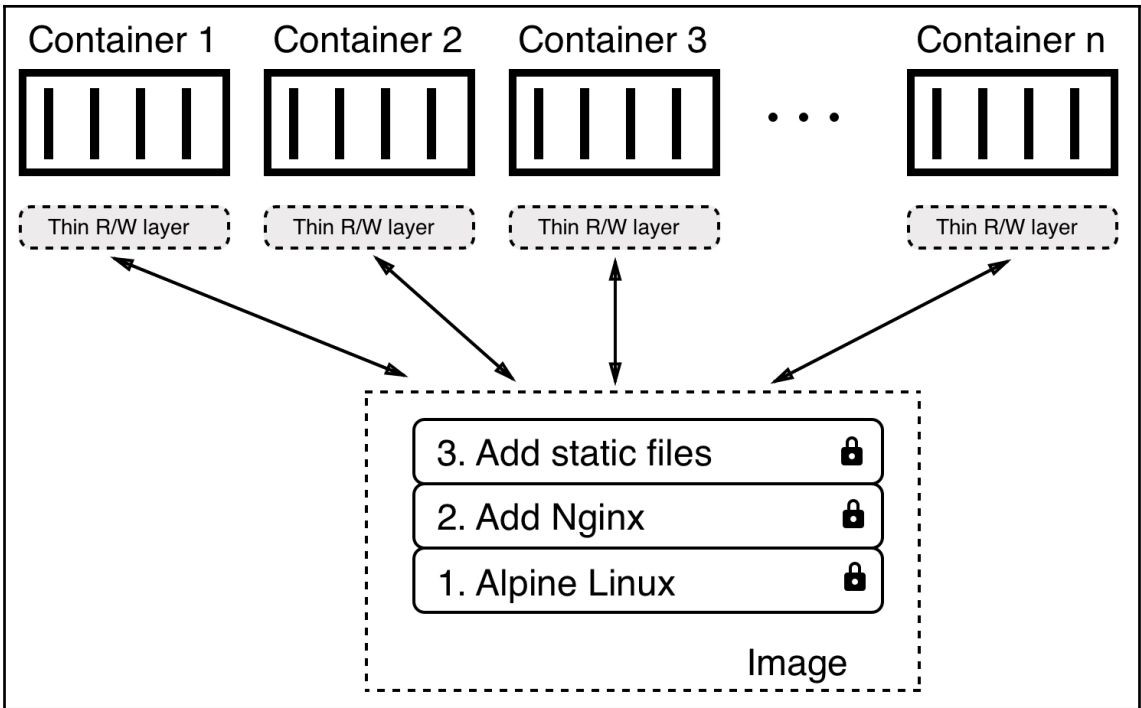 Container 1 Container 2 Container 3 Container n
. . .
Thin R/W layer Thin R/W layer Thin R/W layer Thin R/W layer
3. Add static files
2. Add Nginx
1. Alpine Linux
Image